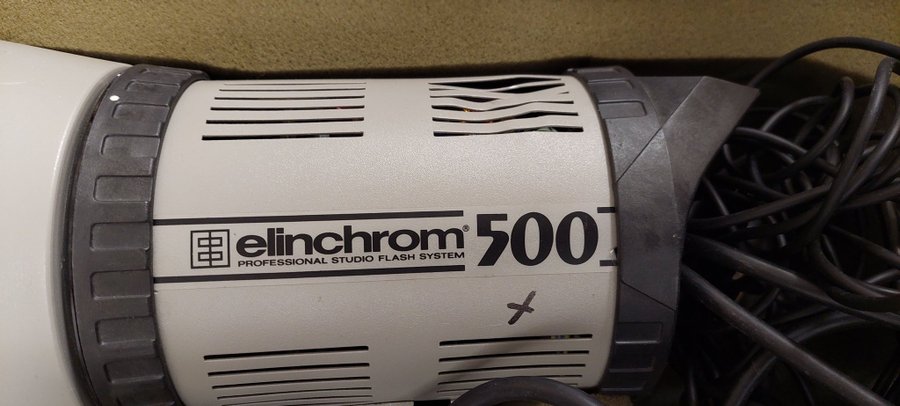 elinchrom® 500
PROFESSIONAL STUDIO FLASH SYSTEM
x